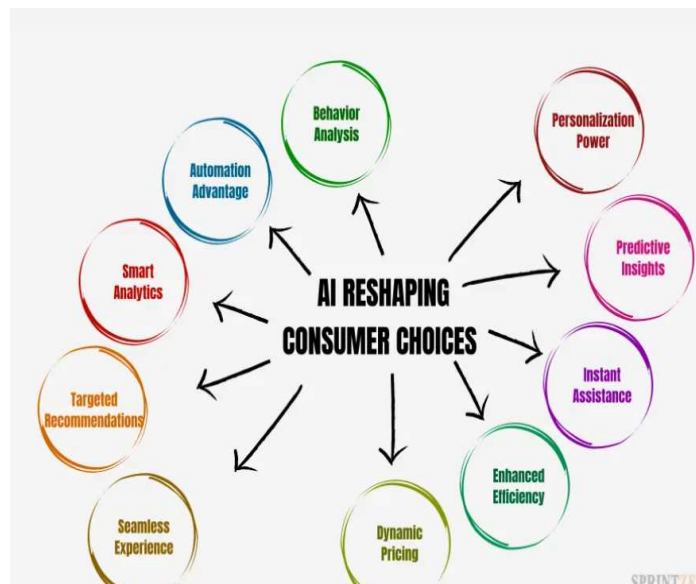 Behavior
Analysis
Personalization
Power
Automation
Advantage
Predictive
Insights
Smart
Analytics
AI RESHAPING
CONSUMER CHOICES
Instant
Assistance
Targeted
Recommendations
Enhanced
Efficiency
Seamless
Experience
Dynamic
Pricing